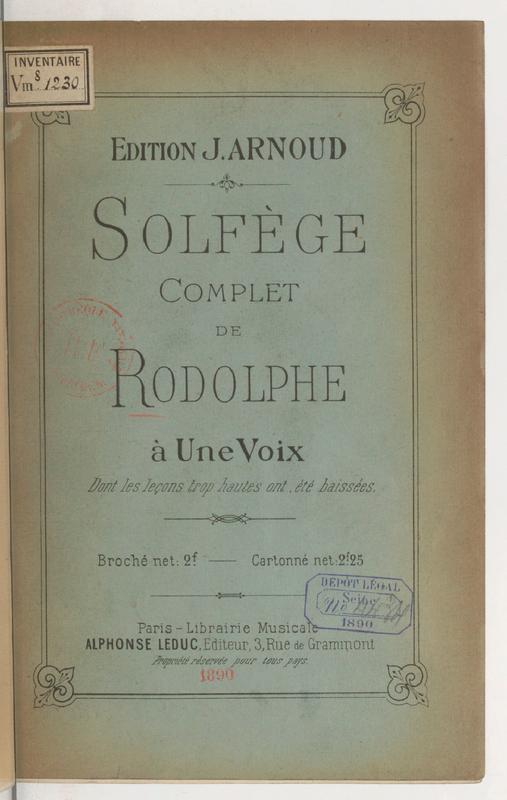 INVENTAIRE
Vm 8 1230
EDITION J. ARNOUD
SOLFÈGE
COMPLET
DE
RODOLPHE
à Une Voix
Dont les leçons trop hautes ont, été baissées.
Broché net: 2f — Cartonné net: 2f25
DÉPÔT LÉGAL
Seine
1890
Paris - Librairie Musicale
ALPHONSE LEDUC, Editeur, 3, Rue de Grammont
Propriété réservée pour tous pays.
1890